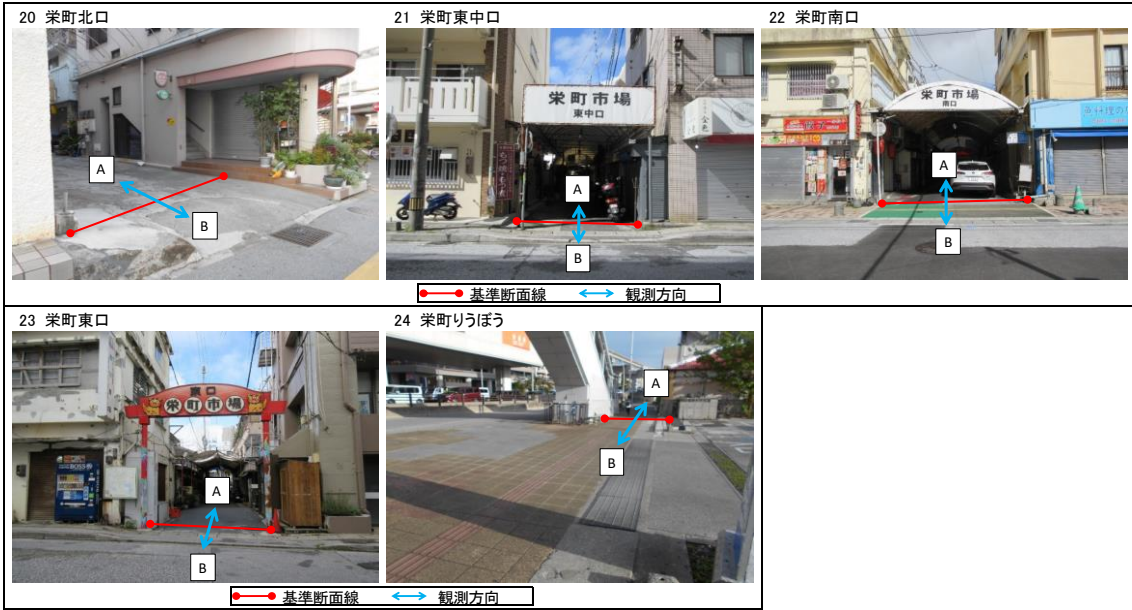 20 栄町北口
21 栄町東中口
22 栄町南口
A
B
栄町市場
東中口
A
B
栄町市場
南口
A
B
基準断面線
観測方向
23 栄町東口
24 栄町りうぼう
東口
栄町市場
BOSS
A
B
A
B
基準断面線
観測方向